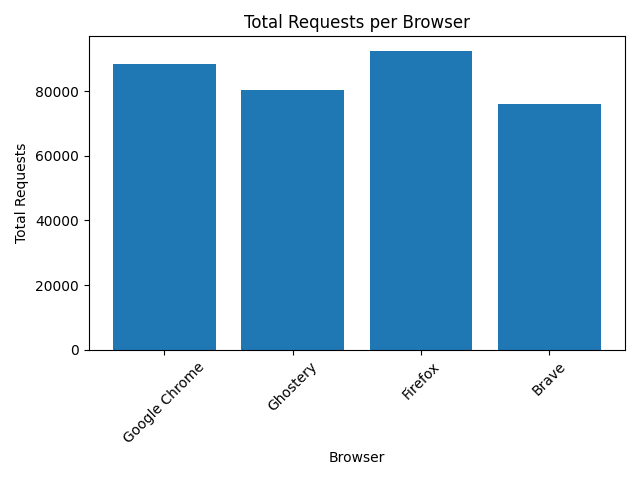 Total Requests per Browser
Total Requests
80000
60000
40000
20000
0
Google Chrome
Ghostery
Firefox
Brave
Browser